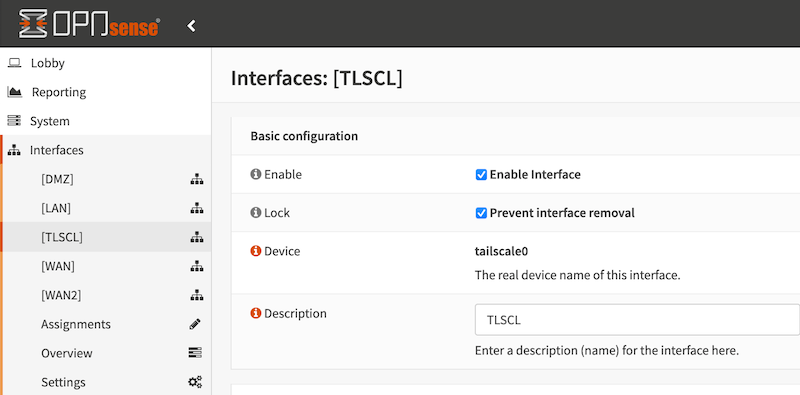 OPNsense®
Lobby
Reporting
System
Interfaces
[DMZ]
[LAN]
[TLSCL]
[WAN]
[WAN2]
Assignments
Overview
Settings
Interfaces: [TLSCL]
Basic configuration
Enable Enable Interface
Lock Prevent interface removal
Device tailscale0
The real device name of this interface.
Description TLSCL
Enter a description (name) for the interface here.